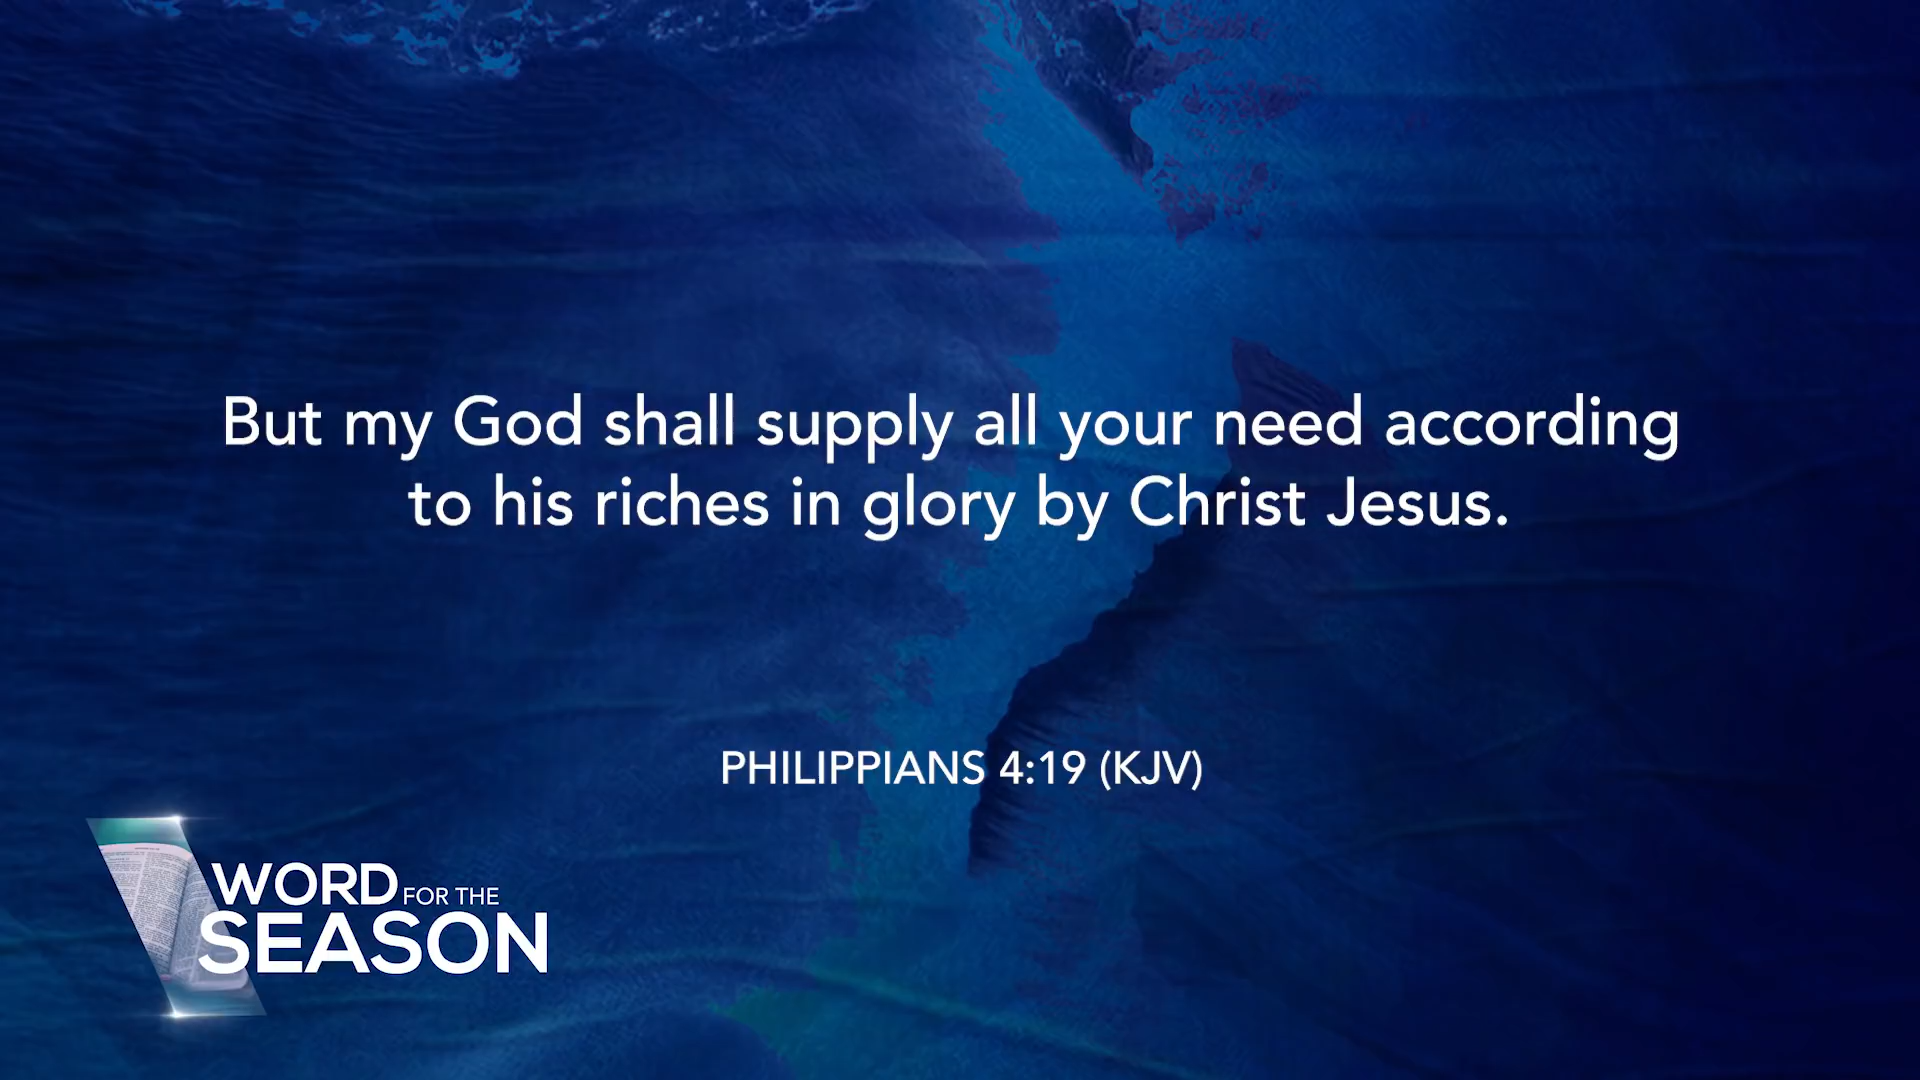 But my God shall supply all your need according
to his riches in glory by Christ Jesus.
PHILIPPIANS 4:19 (KJV)
WORD FOR THE
SEASON